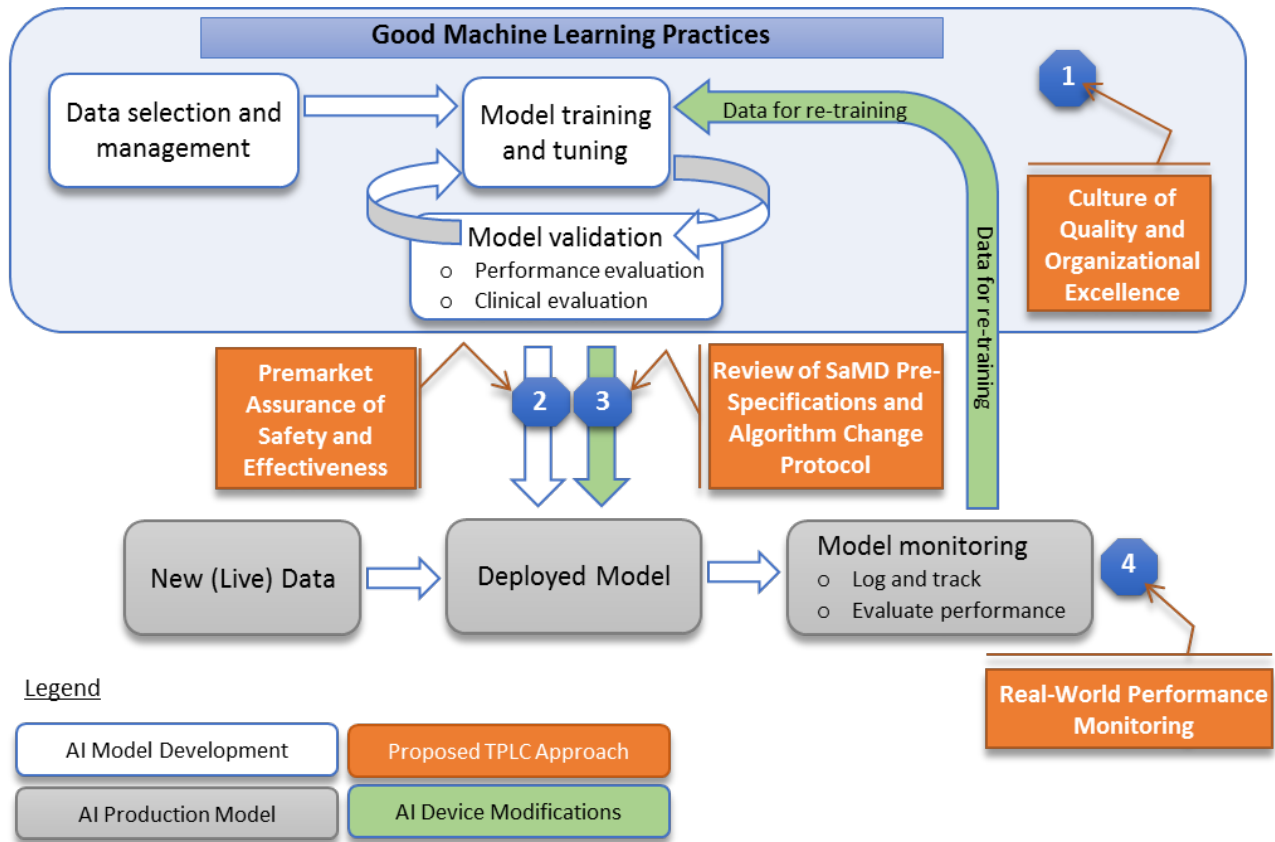 Good Machine Learning Practices
Data selection and
management
Model training
and tuning
Data for re-training
1
Culture of
Quality and
Organizational
Excellence
Model validation
o Performance evaluation
o Clinical evaluation
Data for re-training
Premarket
Assurance of
Safety and
Effectiveness
2
3
Review of SaMD Pre-
Specifications and
Algorithm Change
Protocol
New (Live) Data
Deployed Model
Model monitoring
o Log and track
o Evaluate performance
4
Real-World Performance
Monitoring
Legend
AI Model Development
Proposed TPLC Approach
AI Production Model
AI Device Modifications